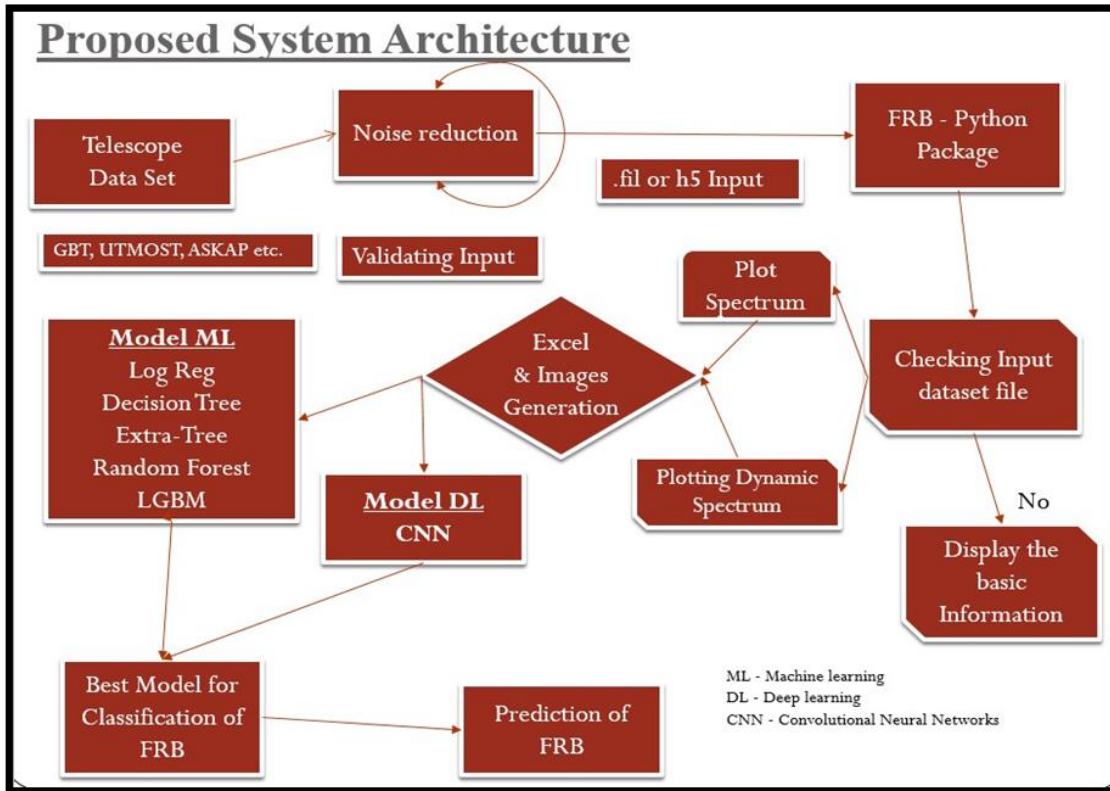 Proposed System Architecture
Telescope
Data Set
Noise reduction
FRB - Python
Package
.fil or h5 Input
GBT, UTMOST, ASKAP etc.
Validating Input
Plot
Spectrum
Model ML
Log Reg
Decision Tree
Extra-Tree
Random Forest
LGBM
Excel
& Images
Generation
Checking Input
dataset file
Model DL
CNN
Plotting Dynamic
Spectrum
No
Display the
basic
Information
Best Model for
Classification of
FRB
Prediction of
FRB
ML - Machine learning
DL - Deep learning
CNN - Convolutional Neural Networks